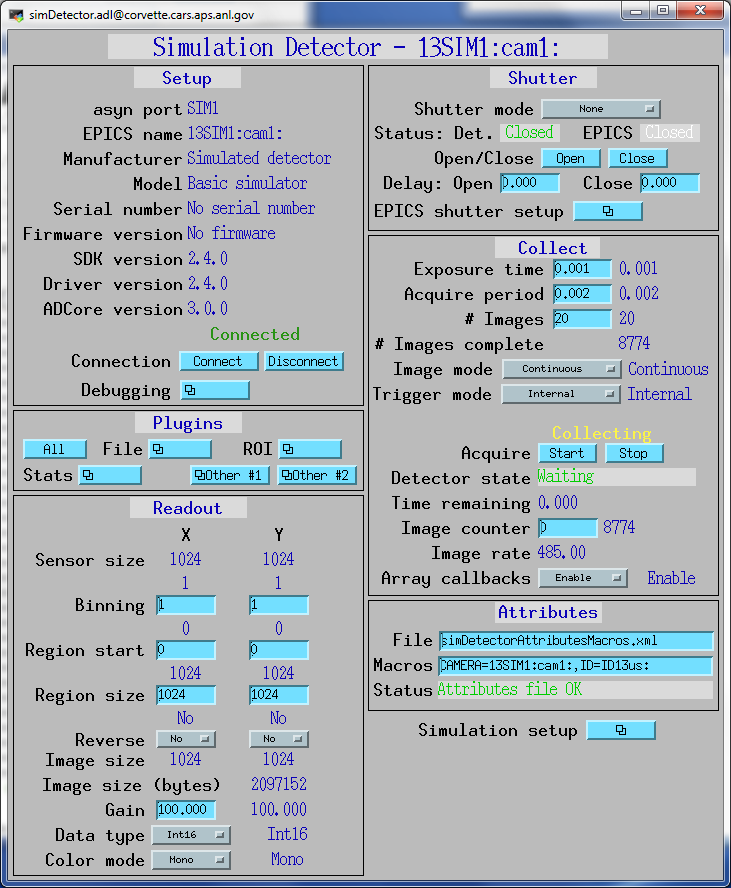 simDetector.adl@corvette.cars.aps.anl.gov
Simulation Detector - 13SIM1:cam1:
Setup
asyn port SIM1
EPICS name 13SIM1:cam1:
Manufacturer Simulated detector
Model Basic simulator
Serial number No serial number
Firmware version No firmware
SDK version 2.4.0
Driver version 2.4.0
ADCore version 3.0.0
Connected
Connection Connect Disconnect
Debugging
Plugins
All File ROI
Stats Other #1 Other #2
Readout
X Y
Sensor size 1024 1024
1 1
Binning 1 1
0 0
Region start 0 0
1024 1024
Region size 1024 1024
No No
Reverse No No
Image size 1024 1024
Image size (bytes) 2097152
Gain 100.000 100.000
Data type Int16 Int16
Color mode Mono Mono
Shutter
Shutter mode None
Status: Det. Closed EPICS Closed
Open/Close Open Close
Delay: Open 0.000 Close 0.000
EPICS shutter setup
Collect
Exposure time 0.001 0.001
Acquire period 0.002 0.002
# Images 20 20
# Images complete 8774
Image mode Continuous Continuous
Trigger mode Internal Internal
Collecting
Acquire Start Stop
Detector state Waiting
Time remaining 0.000
Image counter 0 8774
Image rate 485.00
Array callbacks Enable Enable
Attributes
File simDetectorAttributesMacros.xml
Macros CAMERA=13SIM1:cam1:,ID=ID13us:
Status Attributes file OK
Simulation setup